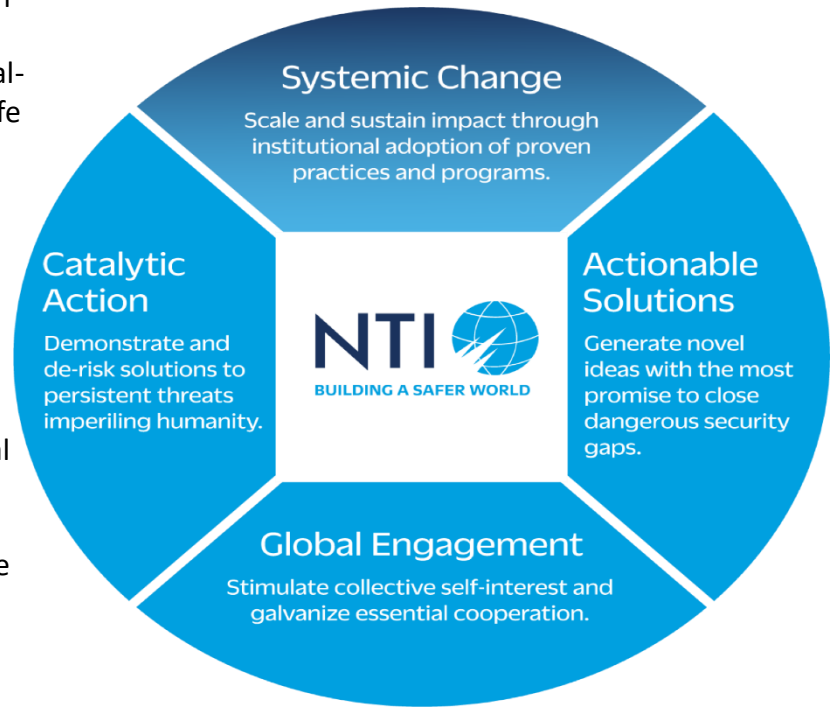 al-
fe
Systemic Change
Scale and sustain impact through
institutional adoption of proven
practices and programs.
Catalytic
Action
Demonstrate and
de-risk solutions to
persistent threats
imperiling humanity.
NTI
BUILDING A SAFER WORLD
Actionable
Solutions
Generate novel
ideas with the most
promise to close
dangerous security
gaps.
l
e
Global Engagement
Stimulate collective self-interest and
galvanize essential cooperation.